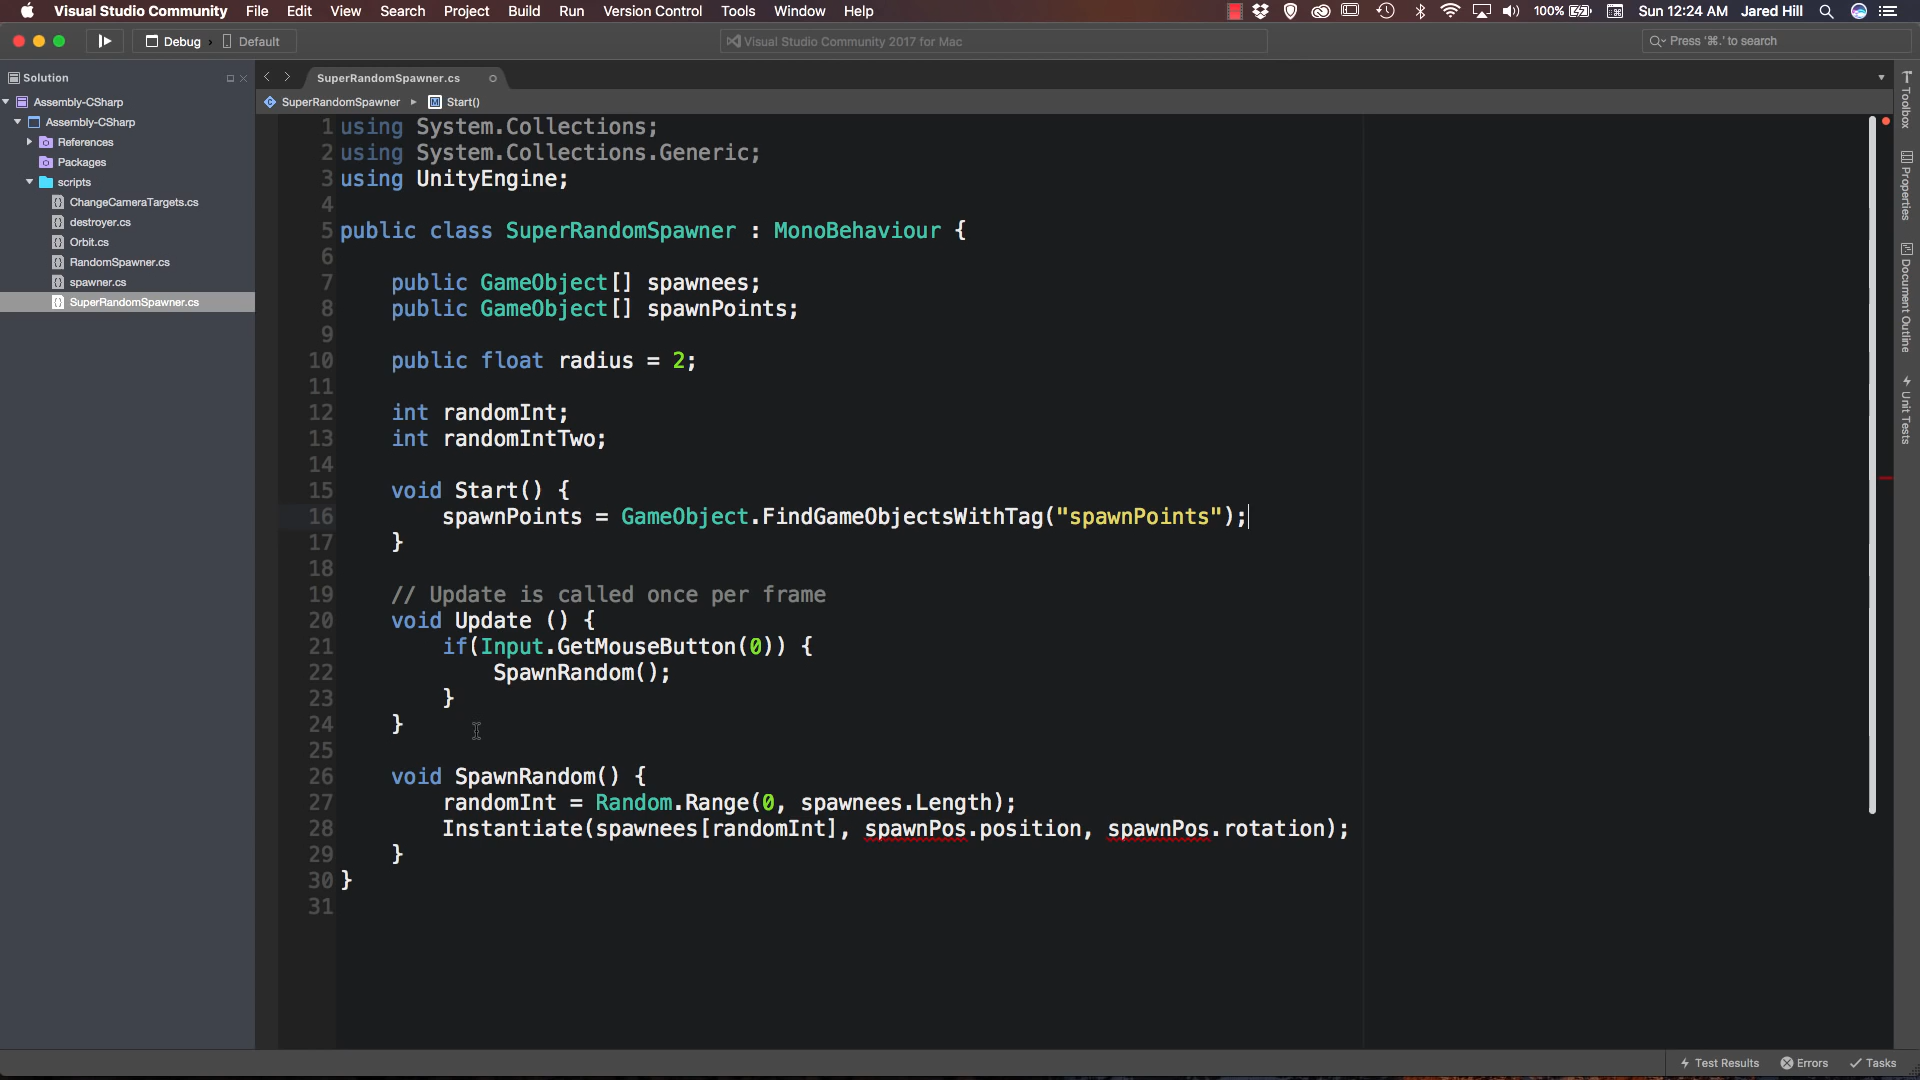 Visual Studio Community File Edit View Search Project Build Run Version Control Tools Window Help 100% Sun 12:24 AM Jared Hill
Debug Default Visual Studio Community 2017 for Mac Press '⌘.' to search
Solution SuperRandomSpawner.cs
SuperRandomSpawner Start()
Assembly-CSharp
Assembly-CSharp
References
Packages
scripts
ChangeCameraTargets.cs
destroyer.cs
Orbit.cs
RandomSpawner.cs
spawner.cs
SuperRandomSpawner.cs
1 using System.Collections;
2 using System.Collections.Generic;
3 using UnityEngine;
4
5 public class SuperRandomSpawner : MonoBehaviour {
6
7 public GameObject[] spawnees;
8 public GameObject[] spawnPoints;
9
10 public float radius = 2;
11
12 int randomInt;
13 int randomIntTwo;
14
15 void Start() {
16 spawnPoints = GameObject.FindGameObjectsWithTag("spawnPoints");
17 }
18
19 // Update is called once per frame
20 void Update () {
21 if(Input.GetMouseButton(0)) {
22 SpawnRandom();
23 }
24 }
25
26 void SpawnRandom() {
27 randomInt = Random.Range(0, spawnees.Length);
28 Instantiate(spawnees[randomInt], spawnPos.position, spawnPos.rotation);
29 }
30 }
31
Toolbox
Properties
Document Outline
Unit Tests
Test Results Errors Tasks